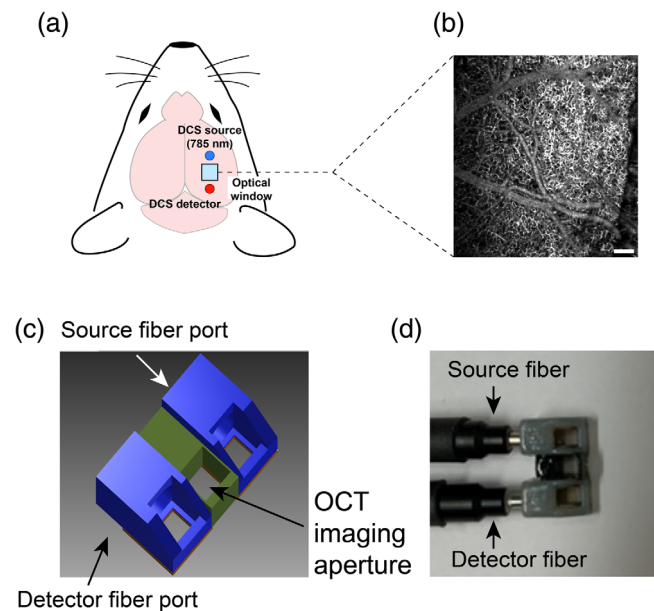 (a)
DCS source
(785 nm)
Optical
window
DCS detector
(b)
(c)
Source fiber port
OCT
imaging
aperture
Detector fiber port
(d)
Source fiber
Detector fiber